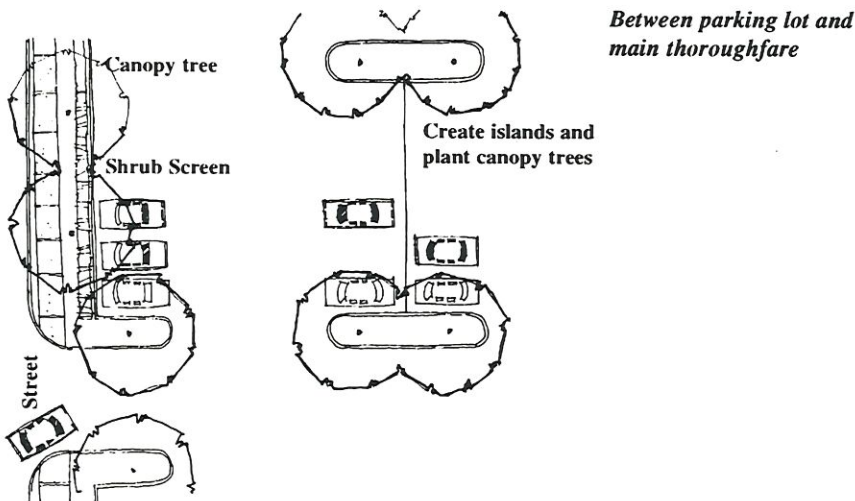 Between parking lot and
main thoroughfare
Canopy tree
Create islands and
plant canopy trees
Shrub Screen
Street